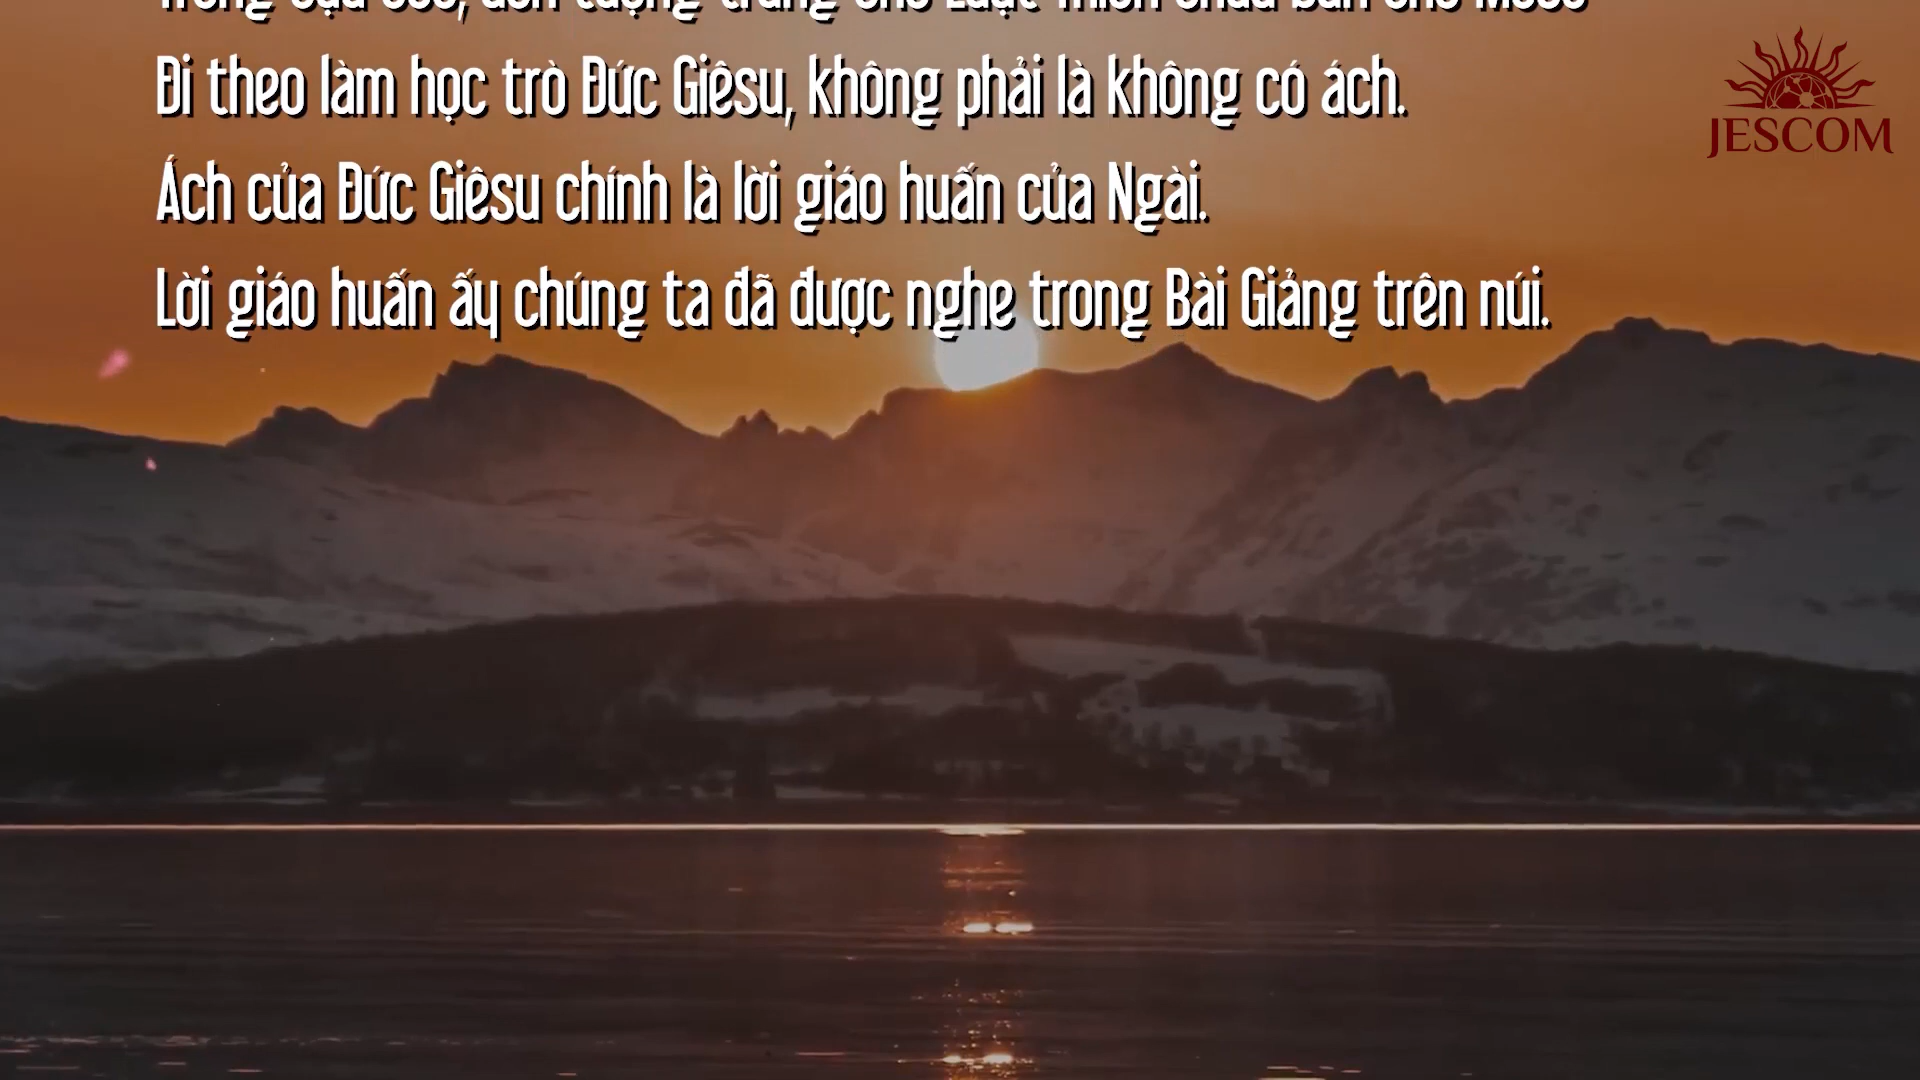 Đi theo làm học trò Đức Giêsu, không phải là không có ách.
Ách của Đức Giêsu chính là lời giáo huấn của Ngài.
Lời giáo huấn ấy chúng ta đã được nghe trong Bài Giảng trên núi.
JESCOM